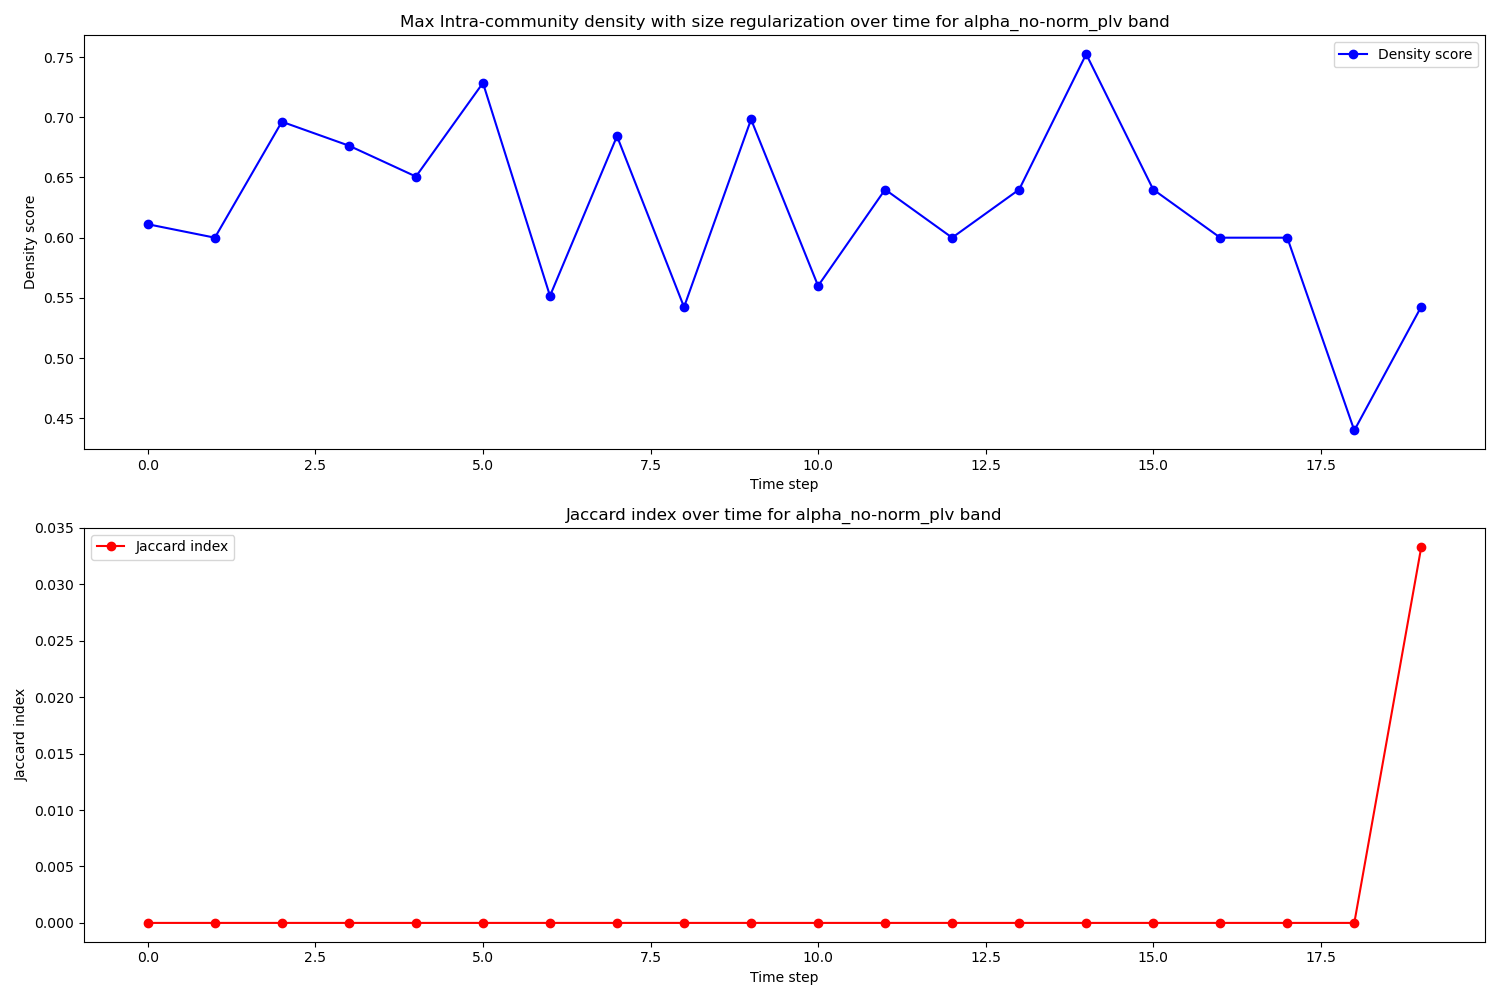 Max Intra-community density with size regularization over time for alpha_no-norm_plv band
Density score
0.75
0.70
0.65
0.60
0.55
0.50
0.45
Density score
0.0 2.5 5.0 7.5 10.0 12.5 15.0 17.5
Time step
Jaccard index over time for alpha_no-norm_plv band
Jaccard index
0.035
0.030
0.025
0.020
0.015
0.010
0.005
0.000
Jaccard index
0.0 2.5 5.0 7.5 10.0 12.5 15.0 17.5
Time step